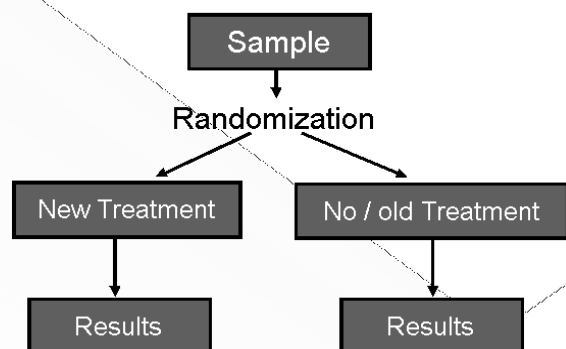 Sample
Randomization
New Treatment
No / old Treatment
Results
Results